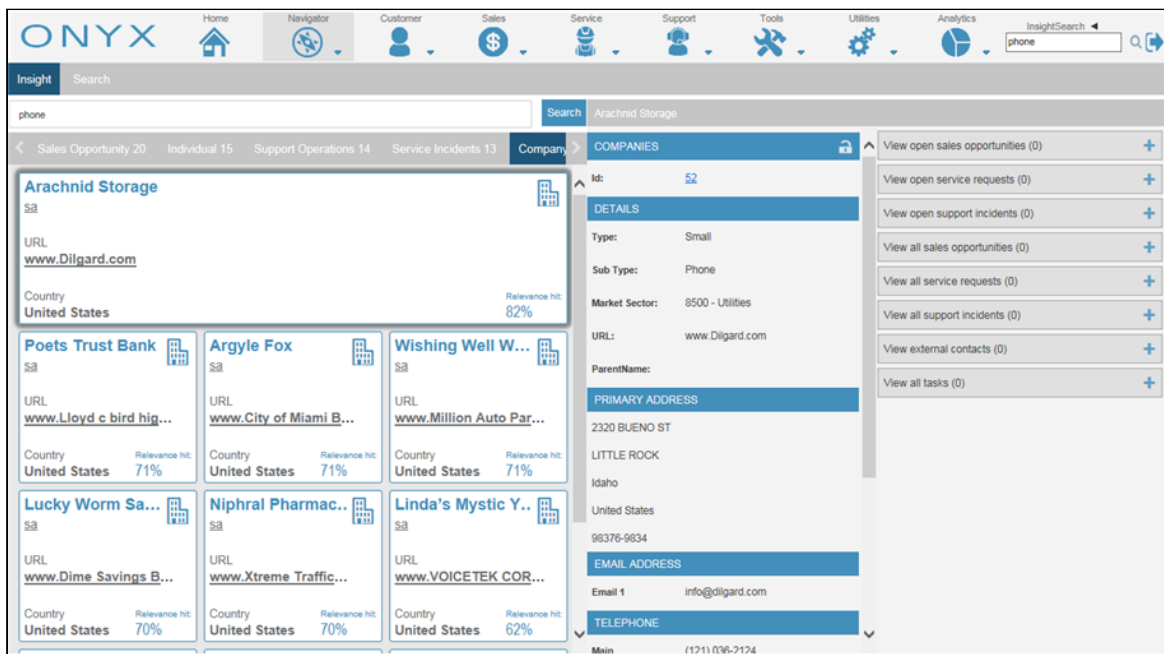 ONYX
Home
Navigator
Customer
Sales
Service
Support
Tools
Utilities
Analytics
InsightSearch
phone
Insight Search
phone
Search
Arachnid Storage
Sales Opportunity 20 Individual 15 Support Operations 14 Service Incidents 13 Company
Arachnid Storage
sa
URL
www.Dilgard.com
Country Relevance hit:
United States 82%
Poets Trust Bank
sa
URL
www.Lloyd c bird hig...
Country Relevance hit:
United States 71%
Argyle Fox
sa
URL
www.City of Miami B...
Country Relevance hit:
United States 71%
Wishing Well W...
sa
URL
www.Million Auto Par...
Country Relevance hit:
United States 71%
Lucky Worm Sa...
sa
URL
www.Dime Savings B...
Country Relevance hit:
United States 70%
Niphral Pharmac..
sa
URL
www.Xtreme Traffic...
Country Relevance hit:
United States 70%
Linda's Mystic Y..
sa
URL
www.VOICETEK COR...
Country Relevance hit:
United States 62%
COMPANIES
Id: 52
DETAILS
Type: Small
Sub Type: Phone
Market Sector: 8500 - Utilities
URL: www.Dilgard.com
ParentName:
PRIMARY ADDRESS
2320 BUENO ST
LITTLE ROCK
Idaho
United States
98376-9834
EMAIL ADDRESS
Email 1 info@dilgard.com
TELEPHONE
Main (121) 036-2124
View open sales opportunities (0)
View open service requests (0)
View open support incidents (0)
View all sales opportunities (0)
View all service requests (0)
View all support incidents (0)
View external contacts (0)
View all tasks (0)